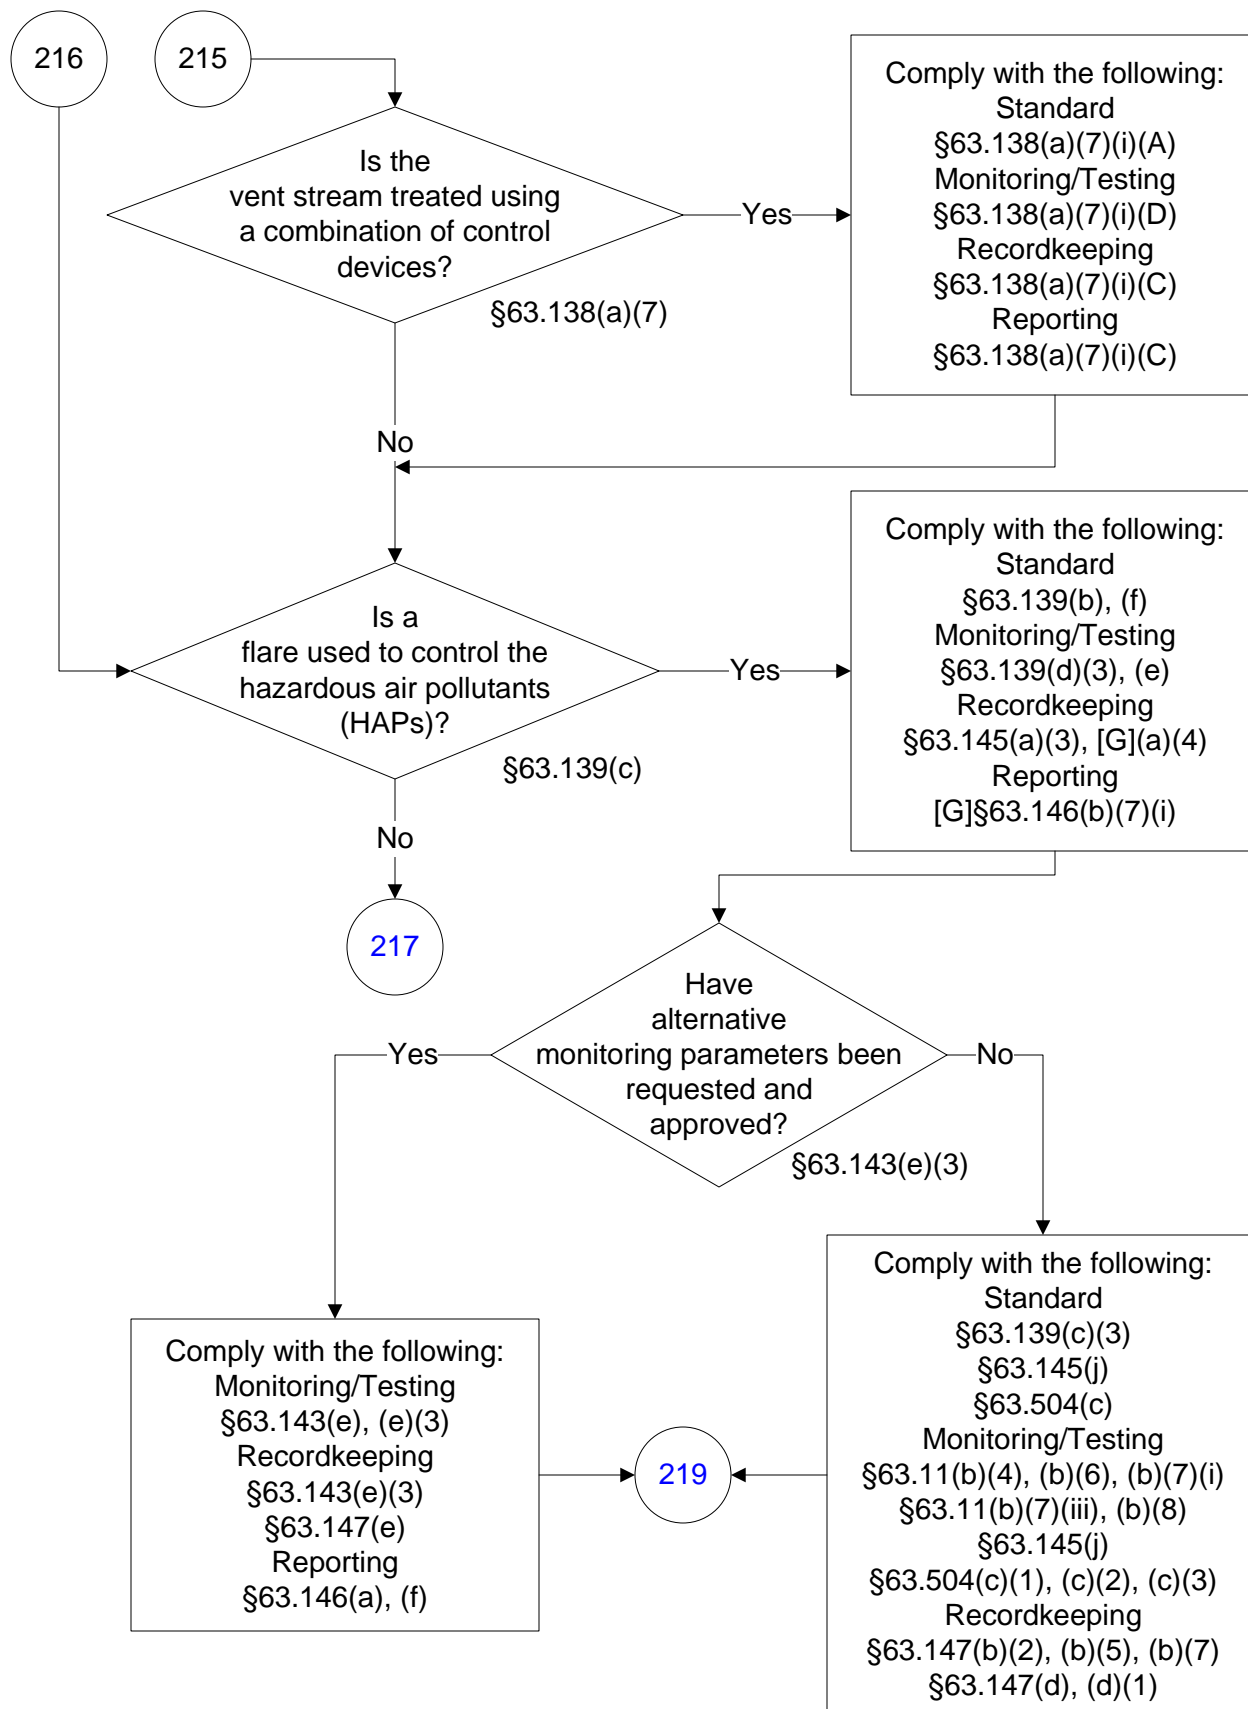 216
215
Is the
vent stream treated using
a combination of control
devices?
§63.138(a)(7)
Yes
Comply with the following:
Standard
§63.138(a)(7)(i)(A)
Monitoring/Testing
§63.138(a)(7)(i)(D)
Recordkeeping
§63.138(a)(7)(i)(C)
Reporting
§63.138(a)(7)(i)(C)
No
Is a
flare used to control the
hazardous air pollutants
(HAPs)?
§63.139(c)
Yes
Comply with the following:
Standard
§63.139(b), (f)
Monitoring/Testing
§63.139(d)(3), (e)
Recordkeeping
§63.145(a)(3), [G](a)(4)
Reporting
[G]§63.146(b)(7)(i)
No
217
Have
alternative
monitoring parameters been
requested and
approved?
§63.143(e)(3)
Yes
No
Comply with the following:
Monitoring/Testing
§63.143(e), (e)(3)
Recordkeeping
§63.143(e)(3)
§63.147(e)
Reporting
§63.146(a), (f)
219
Comply with the following:
Standard
§63.139(c)(3)
§63.145(j)
§63.504(c)
Monitoring/Testing
§63.11(b)(4), (b)(6), (b)(7)(i)
§63.11(b)(7)(iii), (b)(8)
§63.145(j)
§63.504(c)(1), (c)(2), (c)(3)
Recordkeeping
§63.147(b)(2), (b)(5), (b)(7)
§63.147(d), (d)(1)